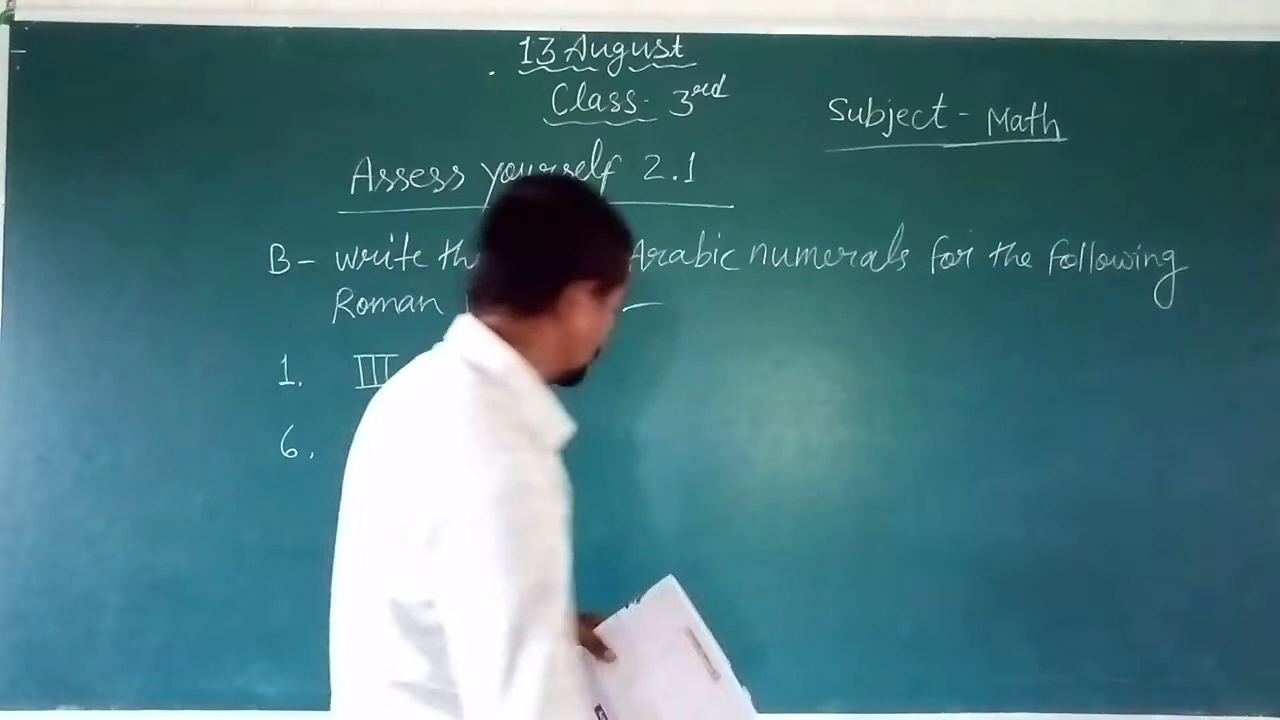 13 August
Class- 3rd
Subject - Math
Assess yourself 2.1
B- write Arabic numerals for the following
Roman —
1. III
6.